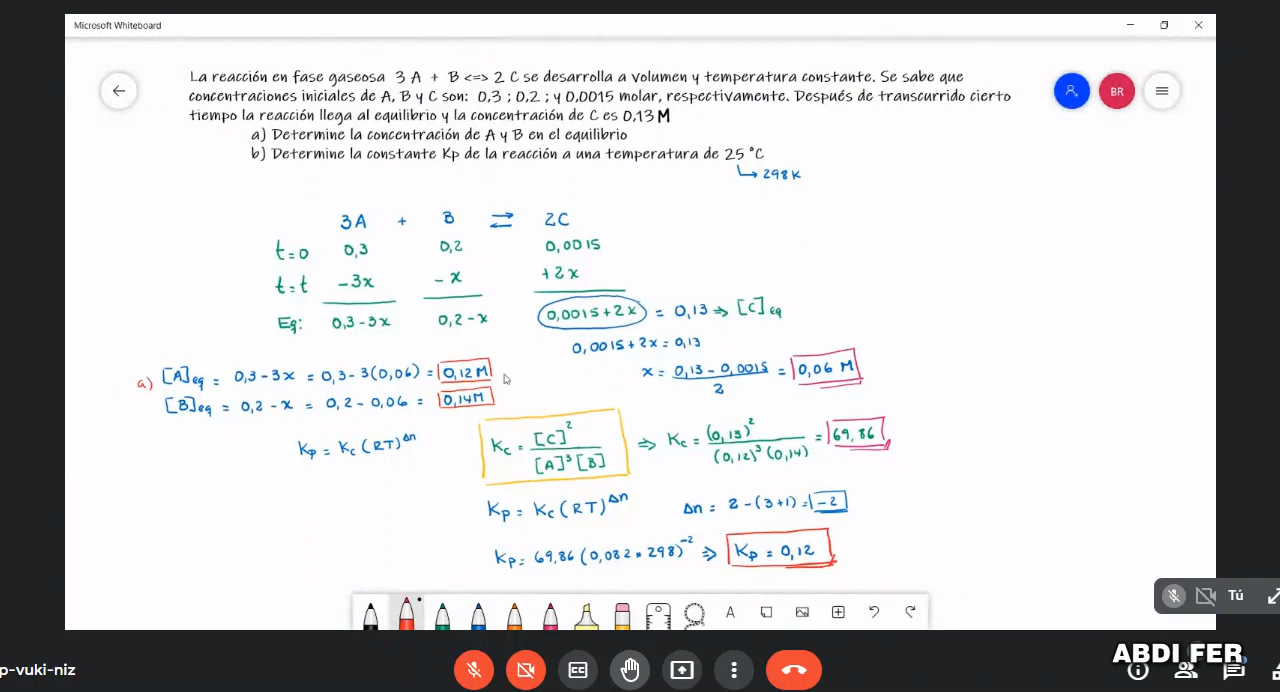 Microsoft Whiteboard
La reacción en fase gaseosa 3 A + B <=> 2 C se desarrolla a volumen y temperatura constante. Se sabe que
concentraciones iniciales de A, B y C son: 0,3 ; 0,2 ; y 0,0015 molar, respectivamente. Después de transcurrido cierto
tiempo la reacción llega al equilibrio y la concentración de C es 0,13 M
a) Determine la concentración de A y B en el equilibrio
b) Determine la constante Kp de la reacción a una temperatura de 25 °C
↳ 298 K
BR
3A + B ⇄ 2C
t=0 0,3 0,2 0,0015
t=t -3x -x +2x
Eq: 0,3-3x 0,2-x 0,0015+2x = 0,13 ⇒ [C]eq
0,0015+2x=0,13
x = (0,13 - 0,0015)/2 = 0,06 M
a) [A]eq = 0,3-3x = 0,3-3(0,06) = 0,12M
[B]eq = 0,2-x = 0,2-0,06 = 0,14M
Kp = Kc (RT)^Δn
Kc = [C]²/[A]³[B] ⇒ Kc = (0,13)²/(0,12)³(0,14) = 69,86
Kp = Kc (RT)^Δn Δn = 2-(3+1) = -2
Kp = 69,86 (0,082 * 298)^-2 ⇒ Kp = 0,12
A
Tú
p-vuki-niz
ABDI FER